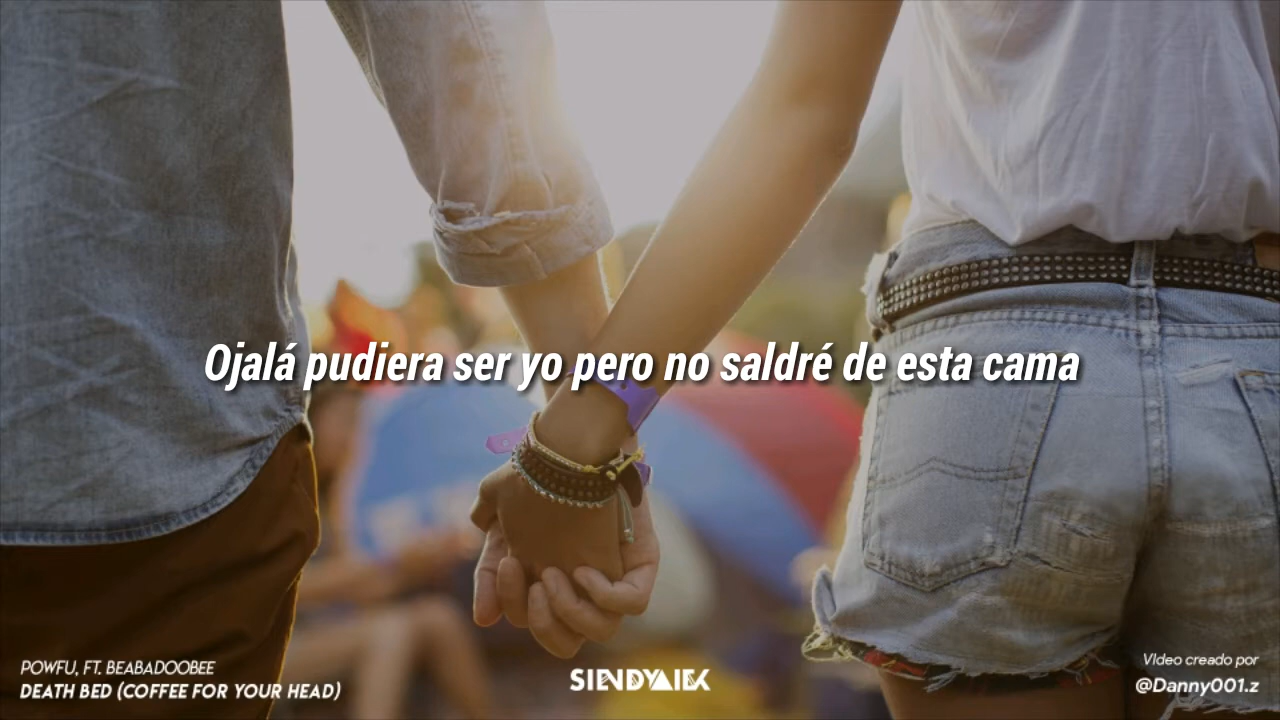 Ojalá pudiera ser yo pero no saldré de esta cama
POWFU, FT. BEABADOOBEE
DEATH BED (COFFEE FOR YOUR HEAD)
Video creado por
@Danny001.z